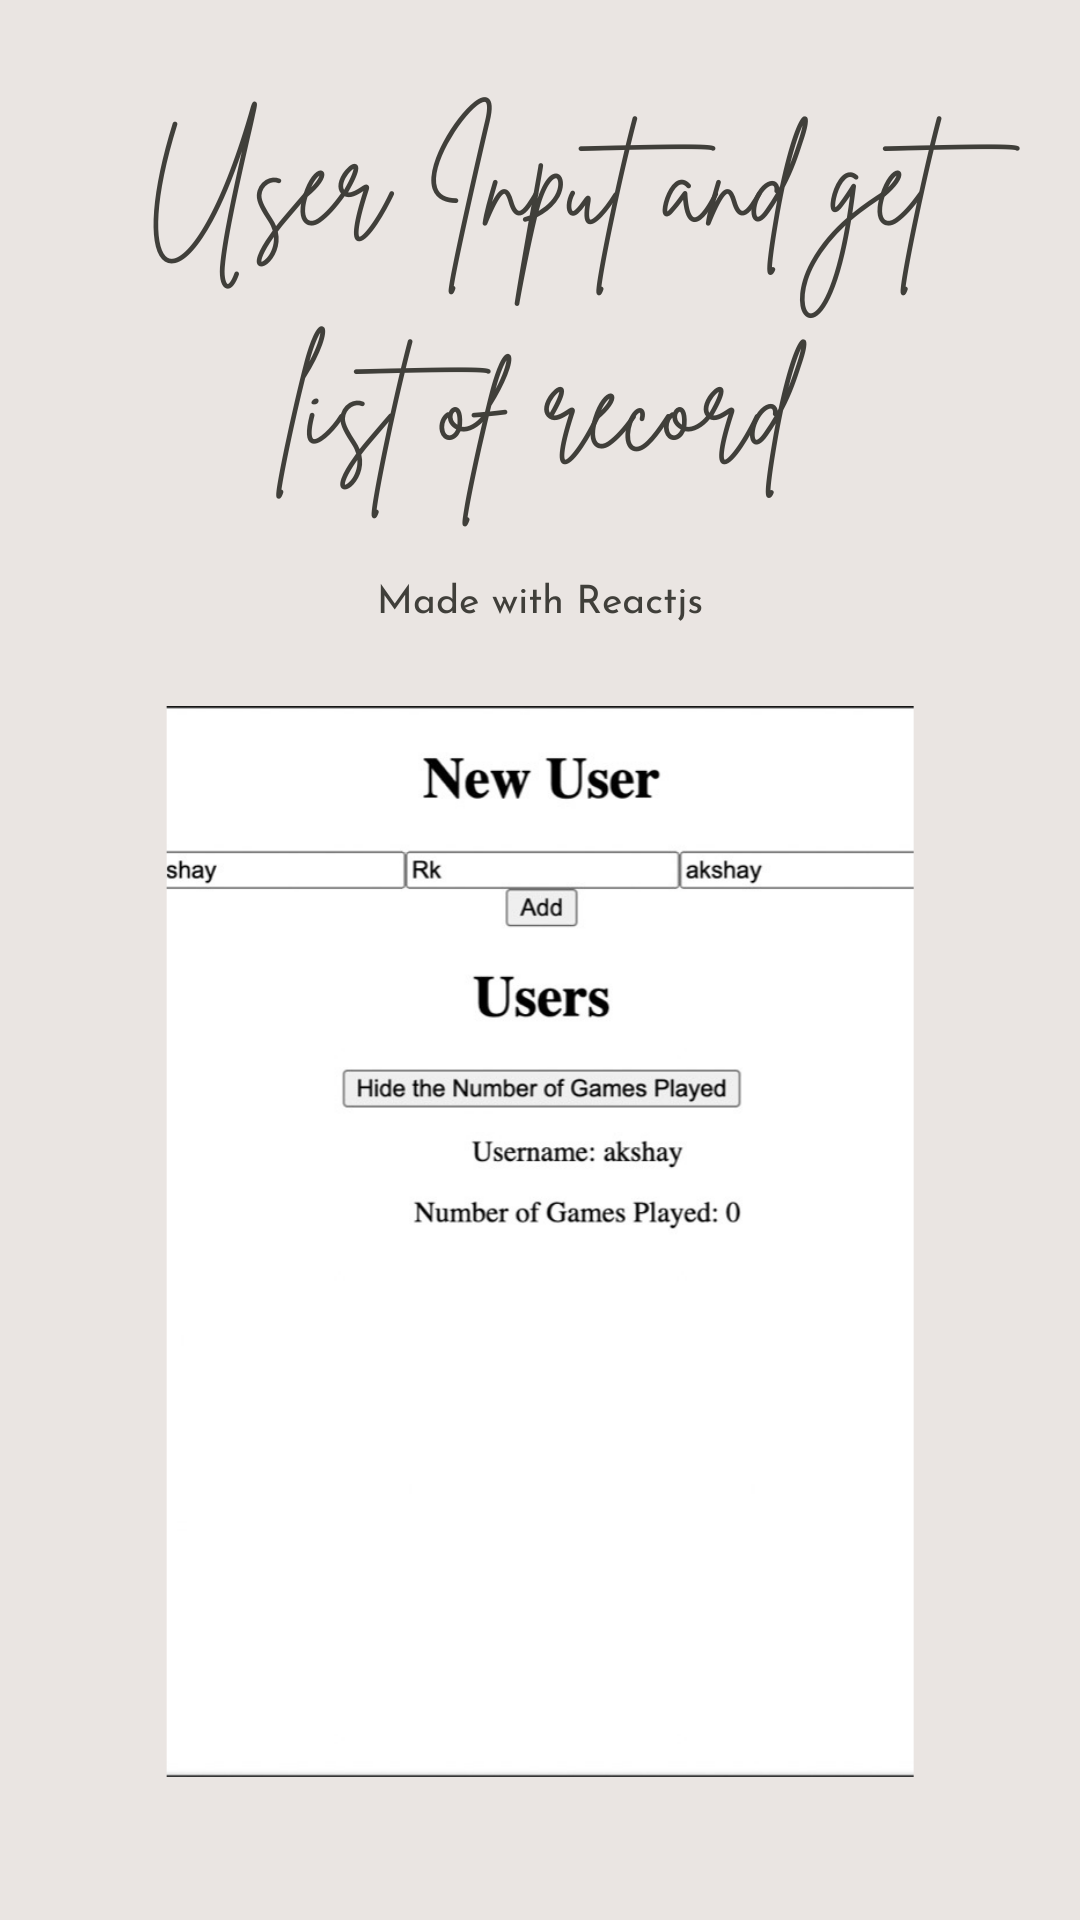 User Input and get
list of record
Made with Reactjs
New User
shay Rk akshay
Add
Users
Hide the Number of Games Played
Username: akshay
Number of Games Played: 0